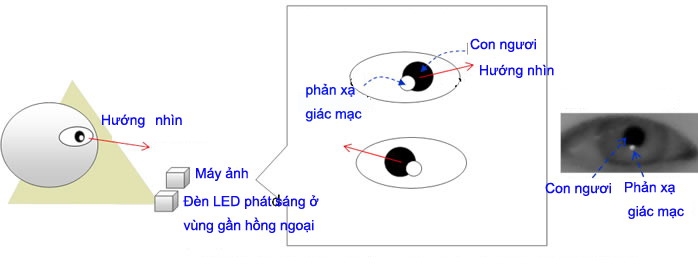 Hướng nhìn
Máy ảnh
Đèn LED phát sáng ở
vùng gần hồng ngoại
Con ngươi
Hướng nhìn
phản xạ
giác mạc
Con ngươi
Phản xạ
giác mạc